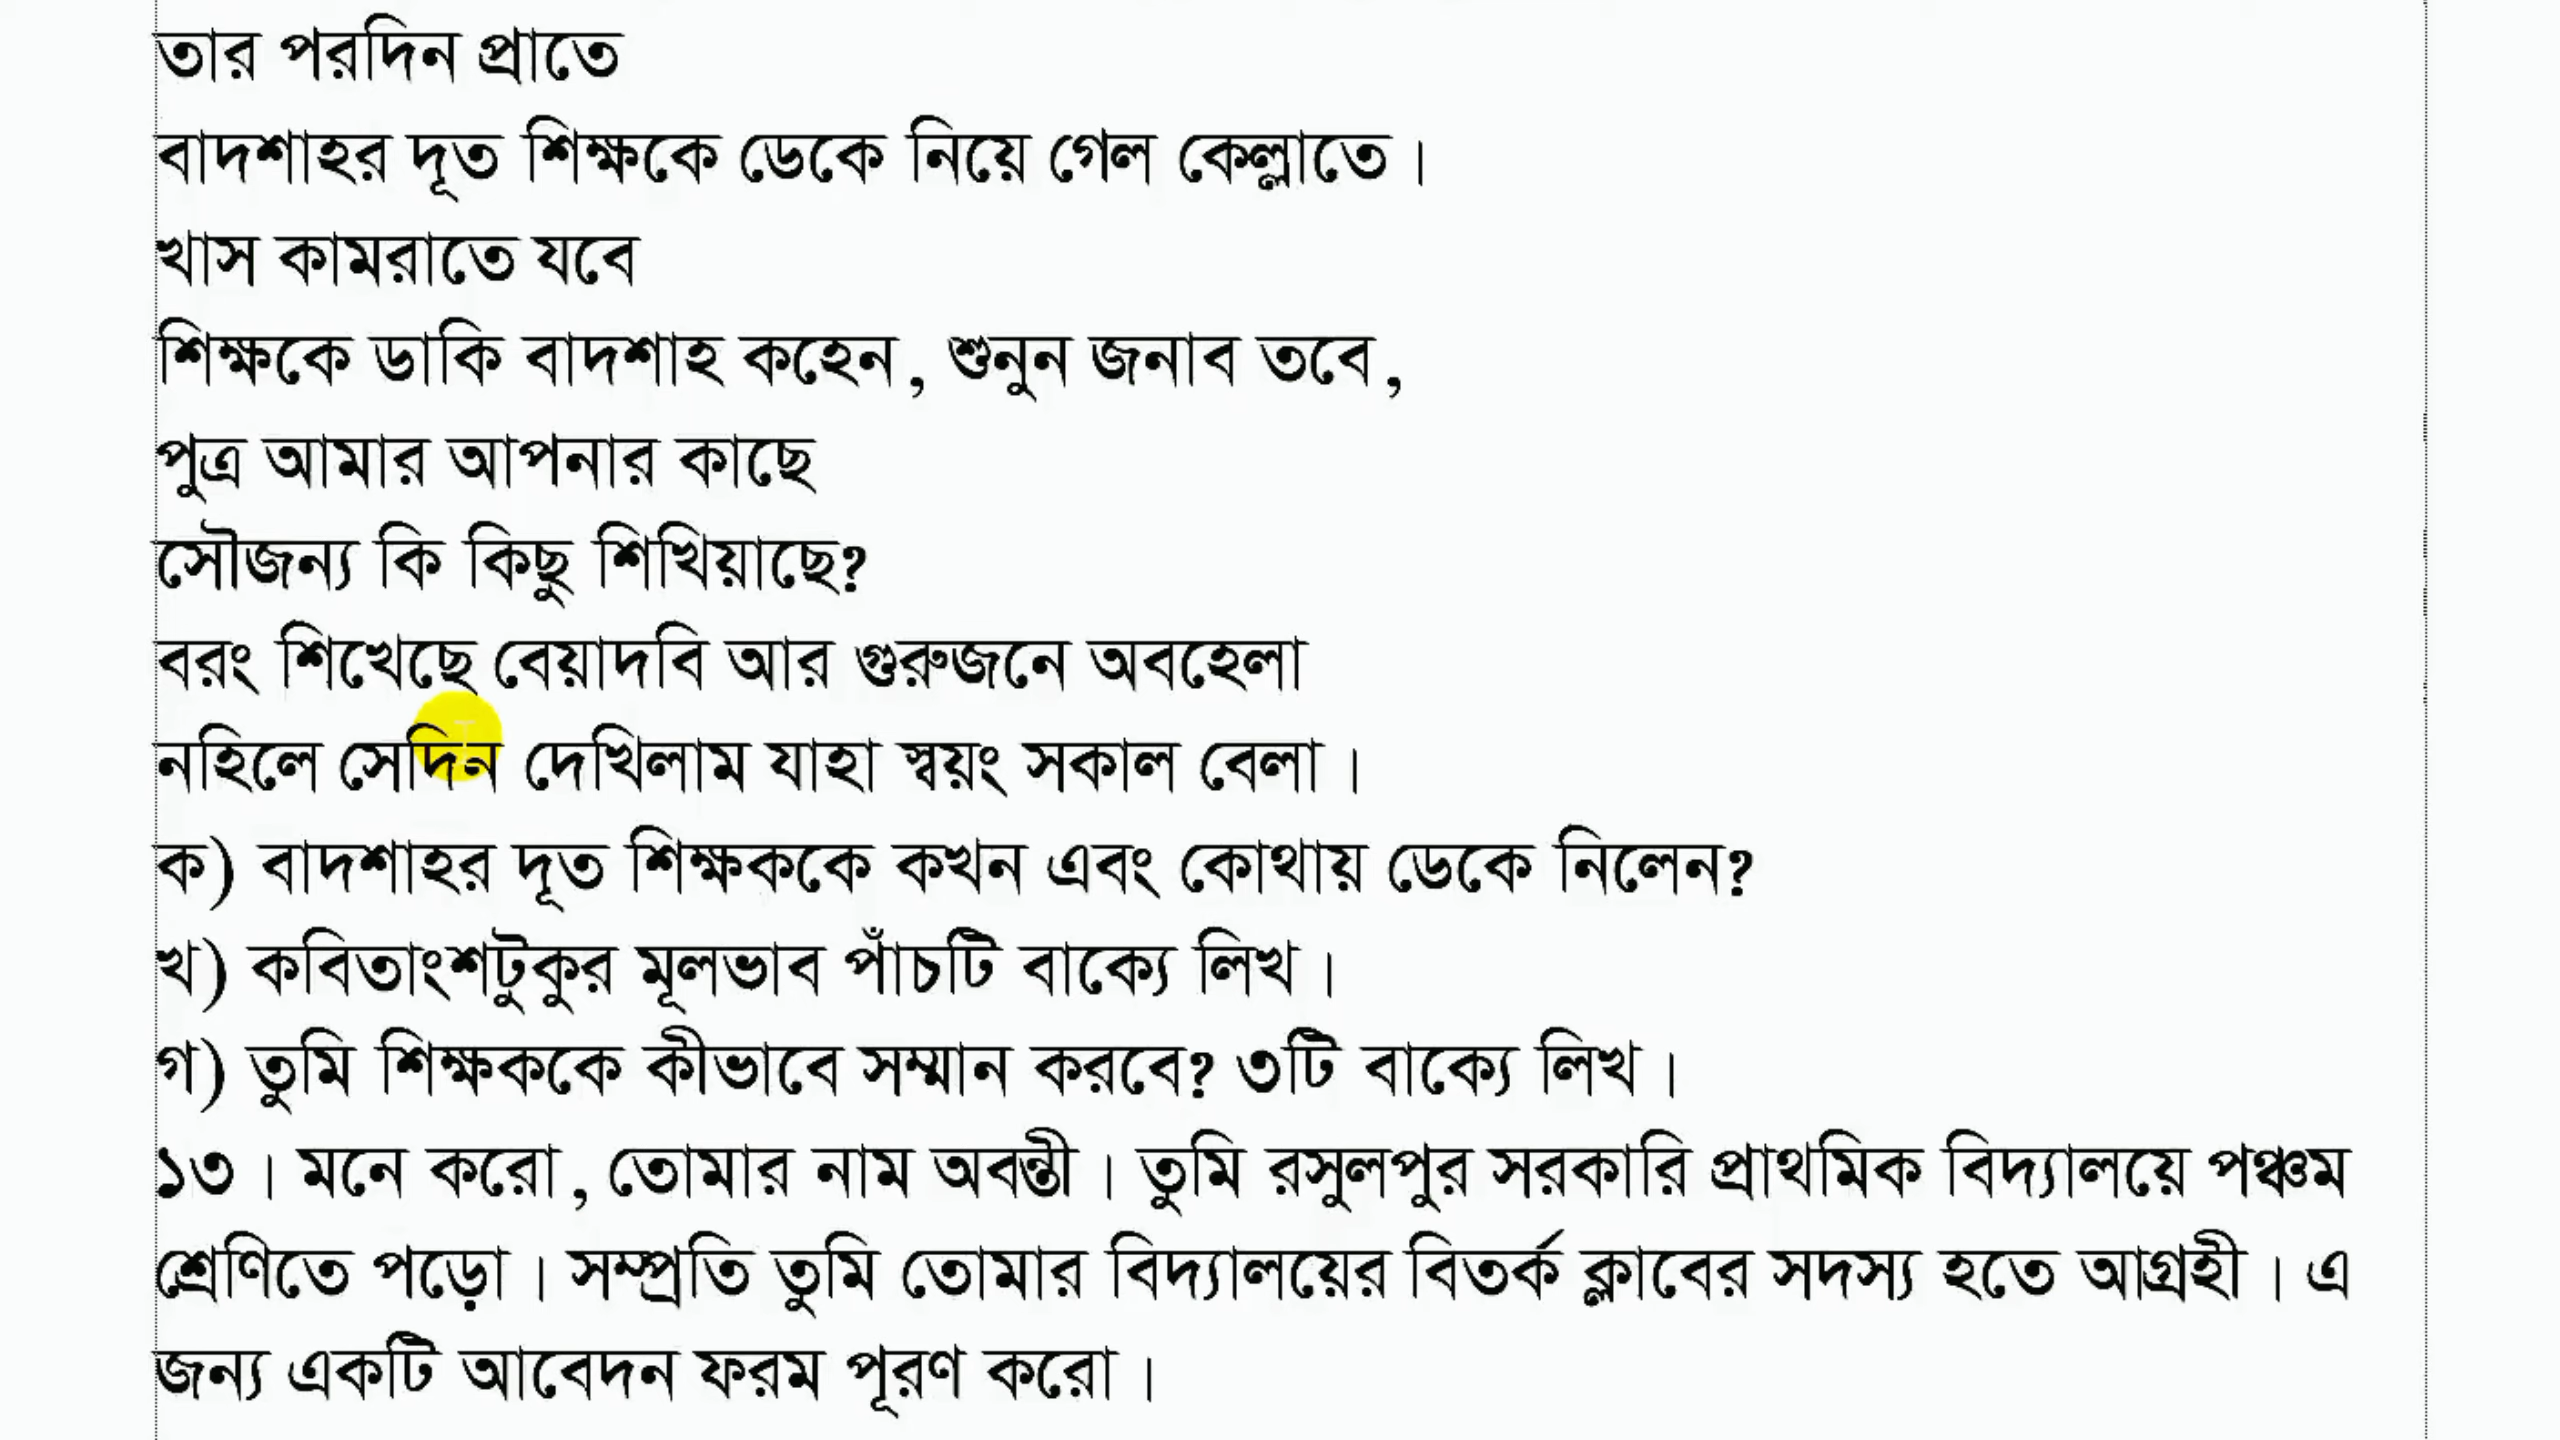 তার পরদিন প্রাতে
বাদশাহর দূত শিক্ষকে ডেকে নিয়ে গেল কেল্লাতে।
খাস কামরাতে যবে
শিক্ষকে ডাকি বাদশাহ কহেন, শুনুন জনাব তবে,
পুত্র আমার আপনার কাছে
সৌজন্য কি কিছু শিখিয়াছে?
বরং শিখেছে বেয়াদবি আর গুরুজনে অবহেলা
নহিলে সেদিন দেখিলাম যাহা স্বয়ং সকাল বেলা।
ক) বাদশাহর দূত শিক্ষককে কখন এবং কোথায় ডেকে নিলেন?
খ) কবিতাংশটুকুর মূলভাব পাঁচটি বাক্যে লিখ।
গ) তুমি শিক্ষককে কীভাবে সম্মান করবে? ৩টি বাক্যে লিখ।
১৩। মনে করো, তোমার নাম অবন্তী। তুমি রসুলপুর সরকারি প্রাথমিক বিদ্যালয়ে পঞ্চম
শ্রেণিতে পড়ো। সম্প্রতি তুমি তোমার বিদ্যালয়ের বিতর্ক ক্লাবের সদস্য হতে আগ্রহী। এ
জন্য একটি আবেদন ফরম পূরণ করো।